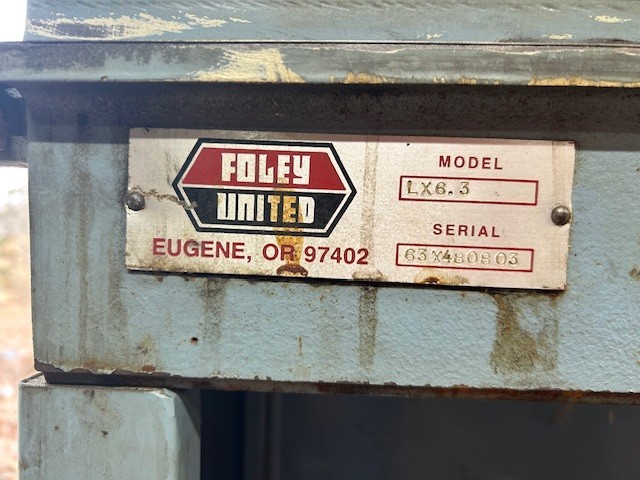 FOLEY
UNITED
EUGENE, OR 97402
MODEL
LX6.3
SERIAL
63X480803